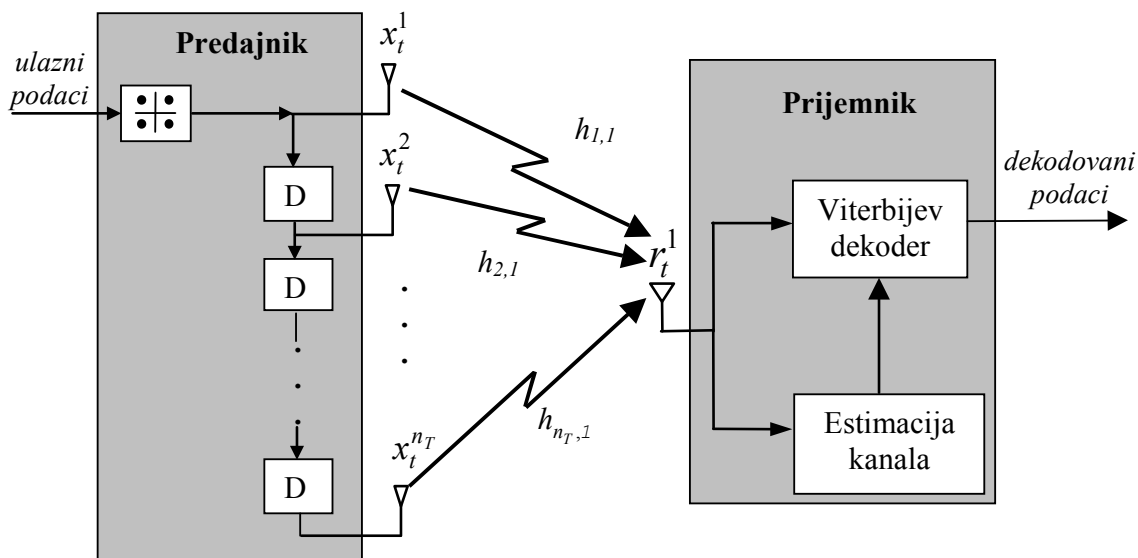 Predajnik
ulazni
podaci
x_t^1
h_{1,1}
D
x_t^2
h_{2,1}
D
D
x_t^{n_T}
h_{n_T,1}
r_t^1
Prijemnik
Viterbijev
dekoder
dekodovani
podaci
Estimacija
kanala